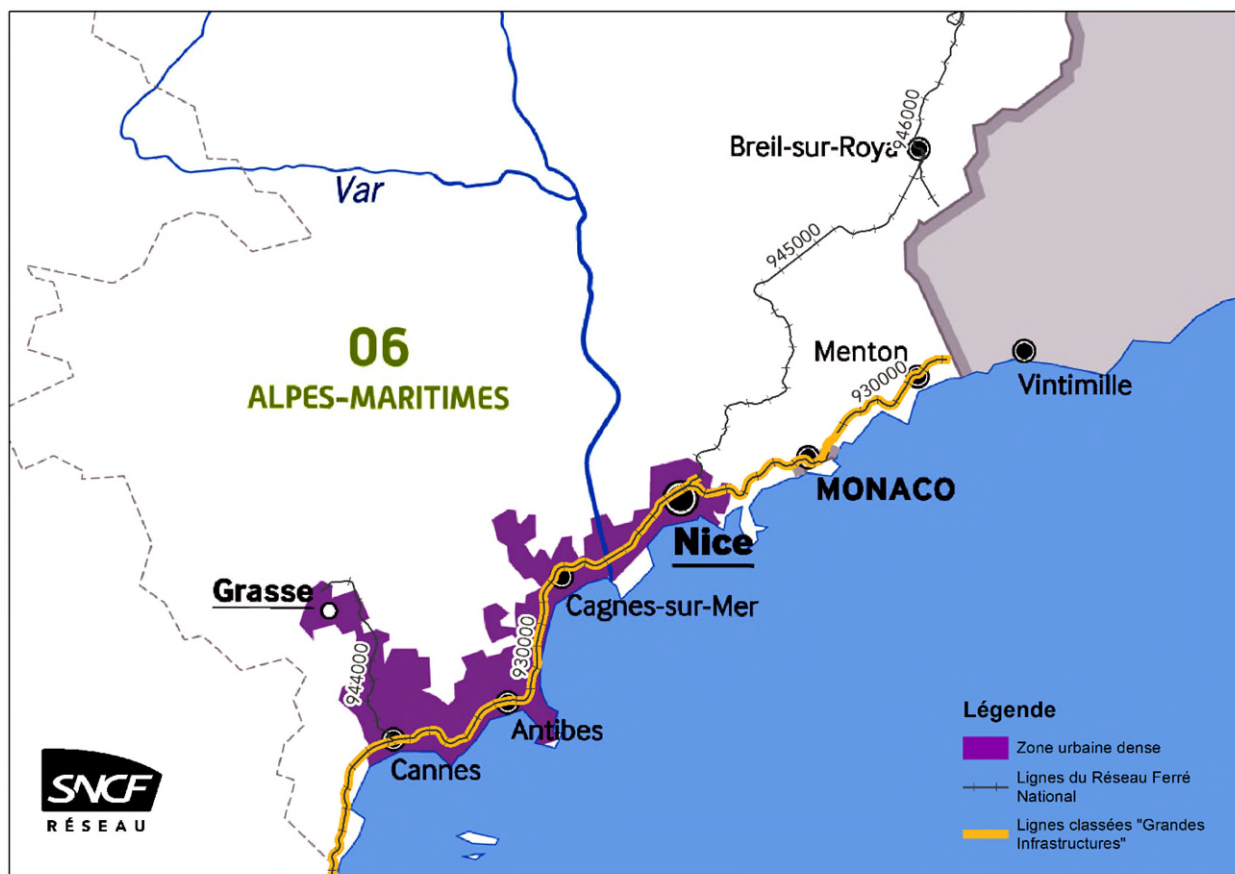 946000
Breil-sur-Roya
Var
945000
06
ALPES-MARITIMES
Menton
930000
Vintimille
MONACO
Nice
Grasse
Cagnes-sur-Mer
930000
944000
Antibes
Cannes
Légende
Zone urbaine dense
Lignes du Réseau Ferré
National
Lignes classées "Grandes
Infrastructures"
SNCF
RÉSEAU